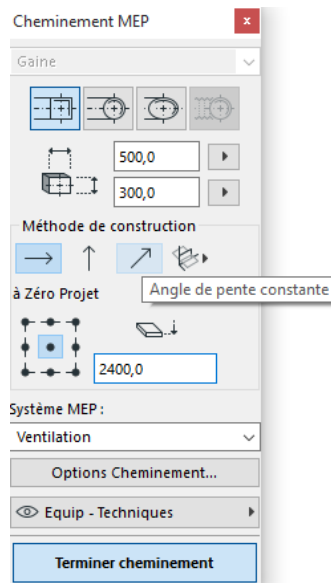 Cheminement MEP
x
Gaine
500,0
300,0
Méthode de construction
à Zéro Projet
Angle de pente constante
2400,0
Système MEP :
Ventilation
Options Cheminement...
Equip - Techniques
Terminer cheminement